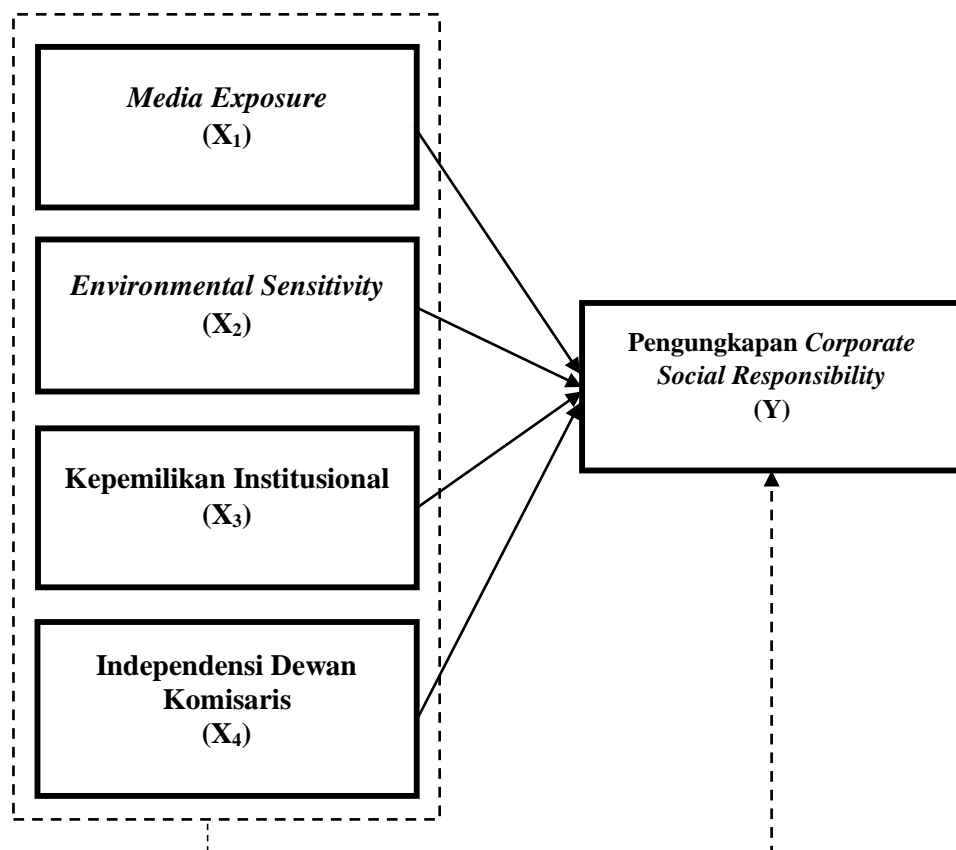 Media Exposure
(X₁)
Environmental Sensitivity
(X₂)
Kepemilikan Institusional
(X₃)
Independensi Dewan
Komisaris
(X₄)
Pengungkapan Corporate
Social Responsibility
(Y)